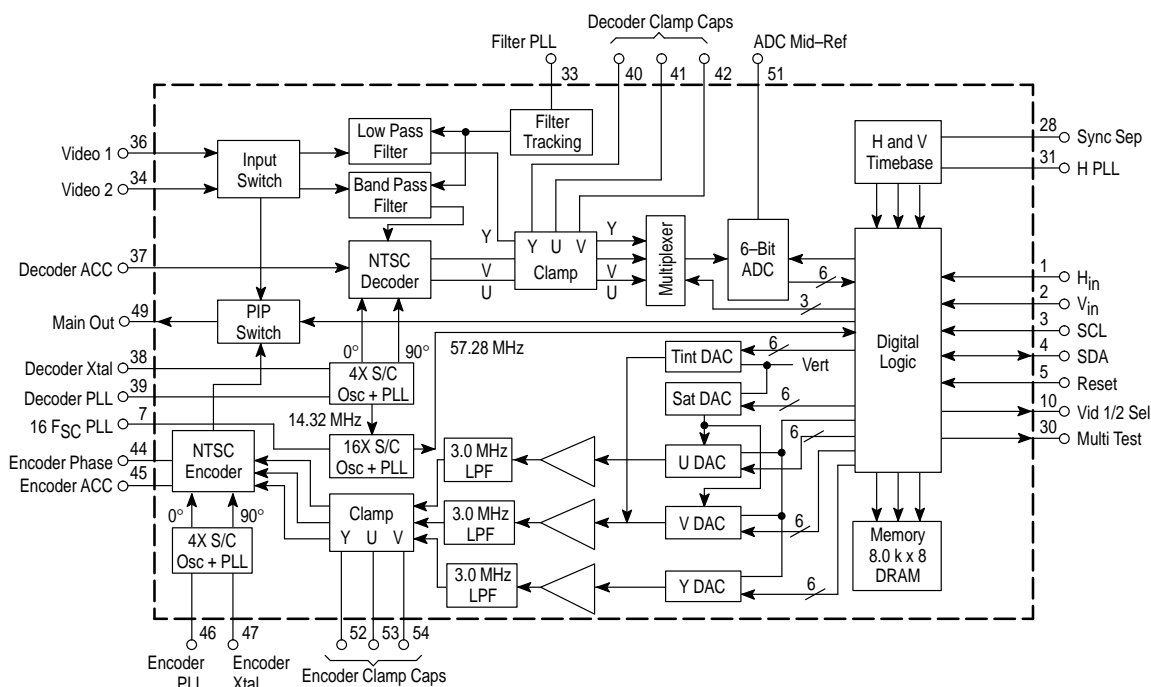 Decoder Clamp Caps
Filter PLL
ADC Mid–Ref
33
40
41
42
51
Video 1
36
Video 2
34
Input
Switch
Low Pass
Filter
Band Pass
Filter
Filter
Tracking
H and V
Timebase
28
Sync Sep
31
H PLL
Decoder ACC
37
NTSC
Decoder
Y
V
U
Y U V
Clamp
Y
V
U
Multiplexer
6–Bit
ADC
6
3
Main Out
49
PIP
Switch
0°
90°
57.28 MHz
Decoder Xtal
38
Decoder PLL
39
4X S/C
Osc + PLL
14.32 MHz
16 FSC PLL
7
16X S/C
Osc + PLL
Encoder Phase
44
Encoder ACC
45
NTSC
Encoder
0°
90°
4X S/C
Osc + PLL
Clamp
Y U V
3.0 MHz
LPF
3.0 MHz
LPF
3.0 MHz
LPF
Tint DAC
6
Vert
Sat DAC
6
U DAC
6
V DAC
6
Y DAC
6
Digital
Logic
1
Hin
2
Vin
3
SCL
4
SDA
5
Reset
10
Vid 1/2 Sel
30
Multi Test
Memory
8.0 k x 8
DRAM
46
47
52
53
54
Encoder
PLL
Encoder
Xtal
Encoder Clamp Caps